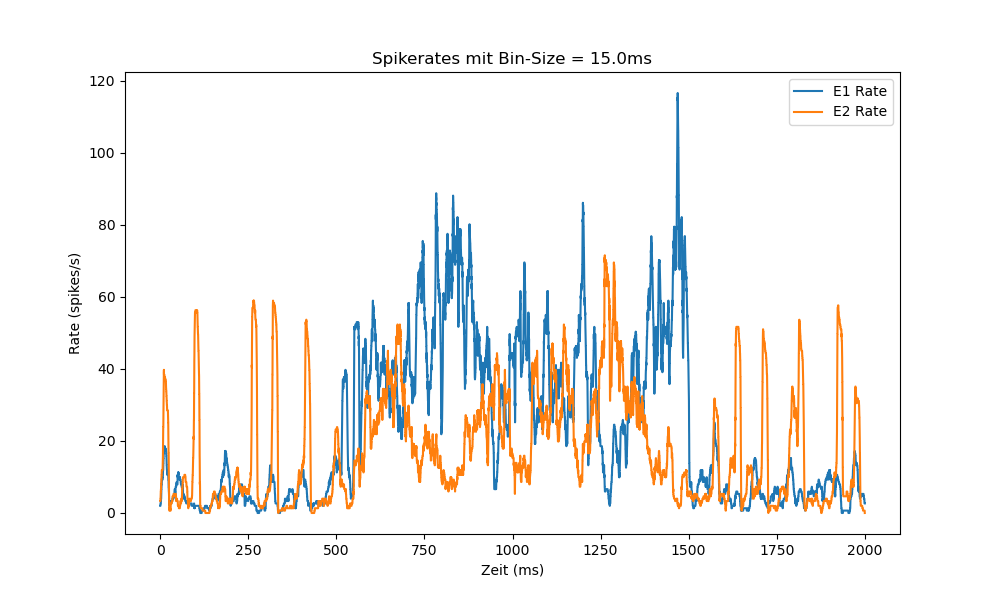 Spikerates mit Bin-Size = 15.0ms
E1 Rate
E2 Rate
120
100
80
60
40
20
0
Rate (spikes/s)
0 250 500 750 1000 1250 1500 1750 2000
Zeit (ms)